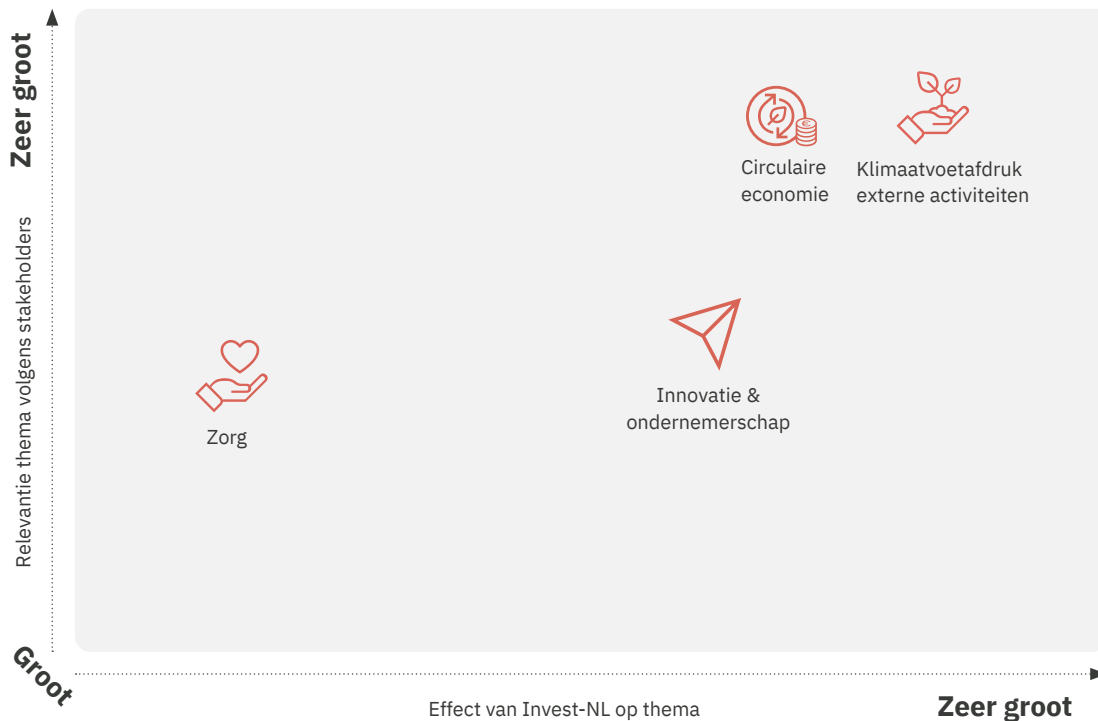 Zeer groot
Relevantie thema volgens stakeholders
Circulaire
economie
Klimaatvoetafdruk
externe activiteiten
Innovatie &
ondernemerschap
Zorg
Groot
Effect van Invest-NL op thema
Zeer groot